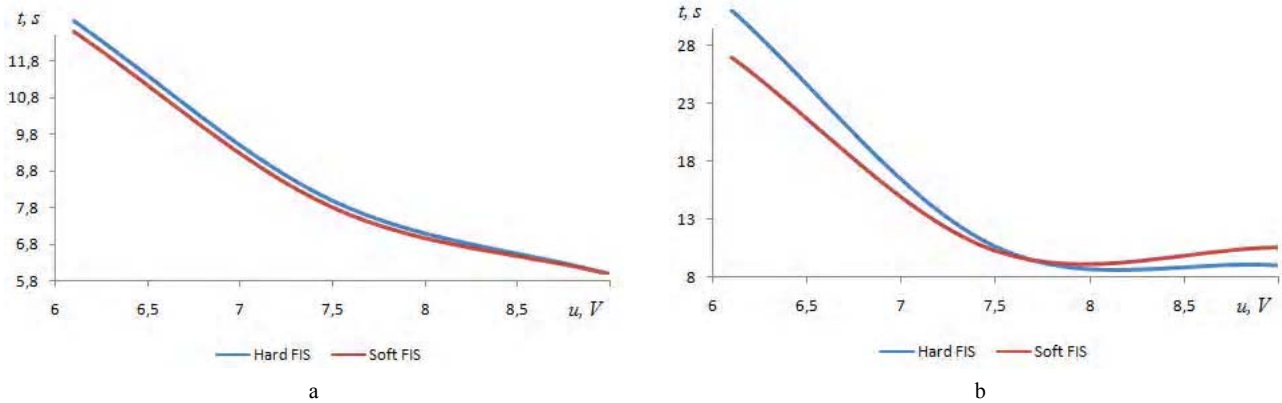 t, s
11,8
10,8
9,8
8,8
7,8
6,8
5,8
6 6,5 7 7,5 8 8,5 u, V
Hard FIS Soft FIS
a
t, s
28
23
18
13
8
6 6,5 7 7,5 8 8,5 u, V
Hard FIS Soft FIS
b